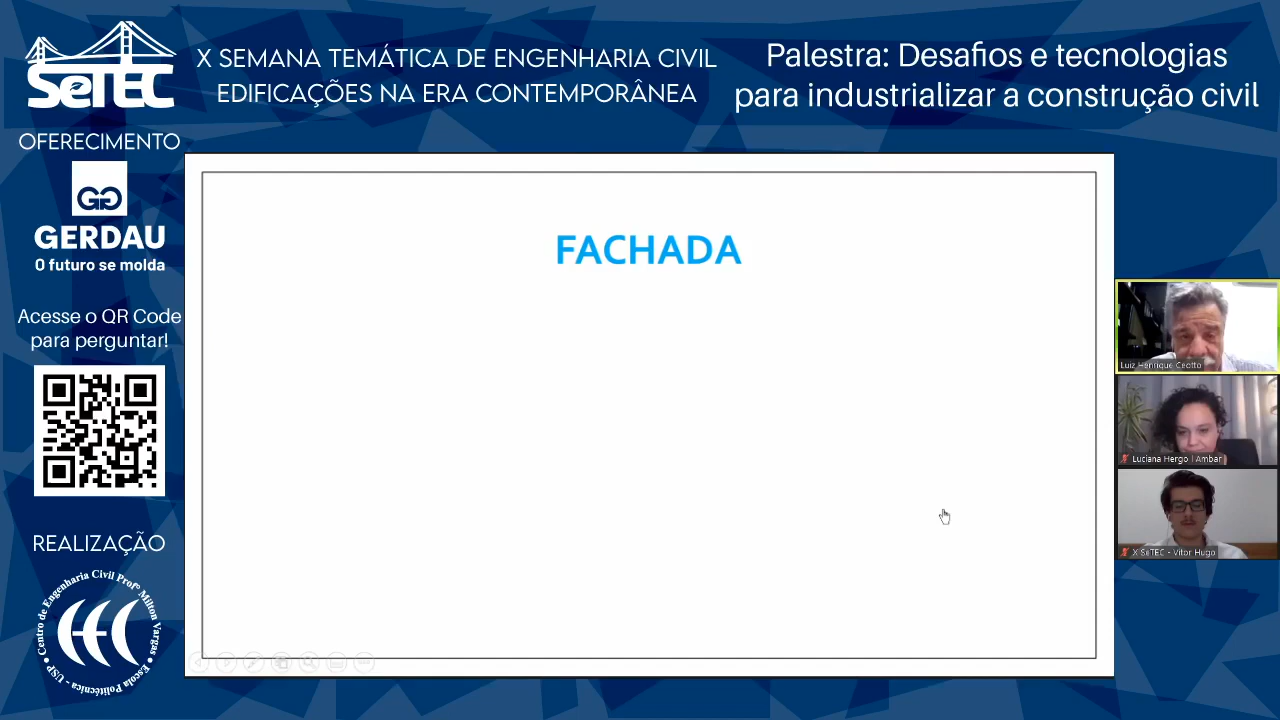 SeTEC
X SEMANA TEMÁTICA DE ENGENHARIA CIVIL
EDIFICAÇÕES NA ERA CONTEMPORÂNEA
Palestra: Desafios e tecnologias
para industrializar a construção civil
OFERECIMENTO
GERDAU
O futuro se molda
Acesse o QR Code
para perguntar!
REALIZAÇÃO
Centro de Engenharia Civil Profº Milton Vargas • Escola Politécnica - USP •
CEC
FACHADA
Luiz Henrique Ceotto
Luciana Hergo | Ambar
X SeTEC - Vitor Hugo